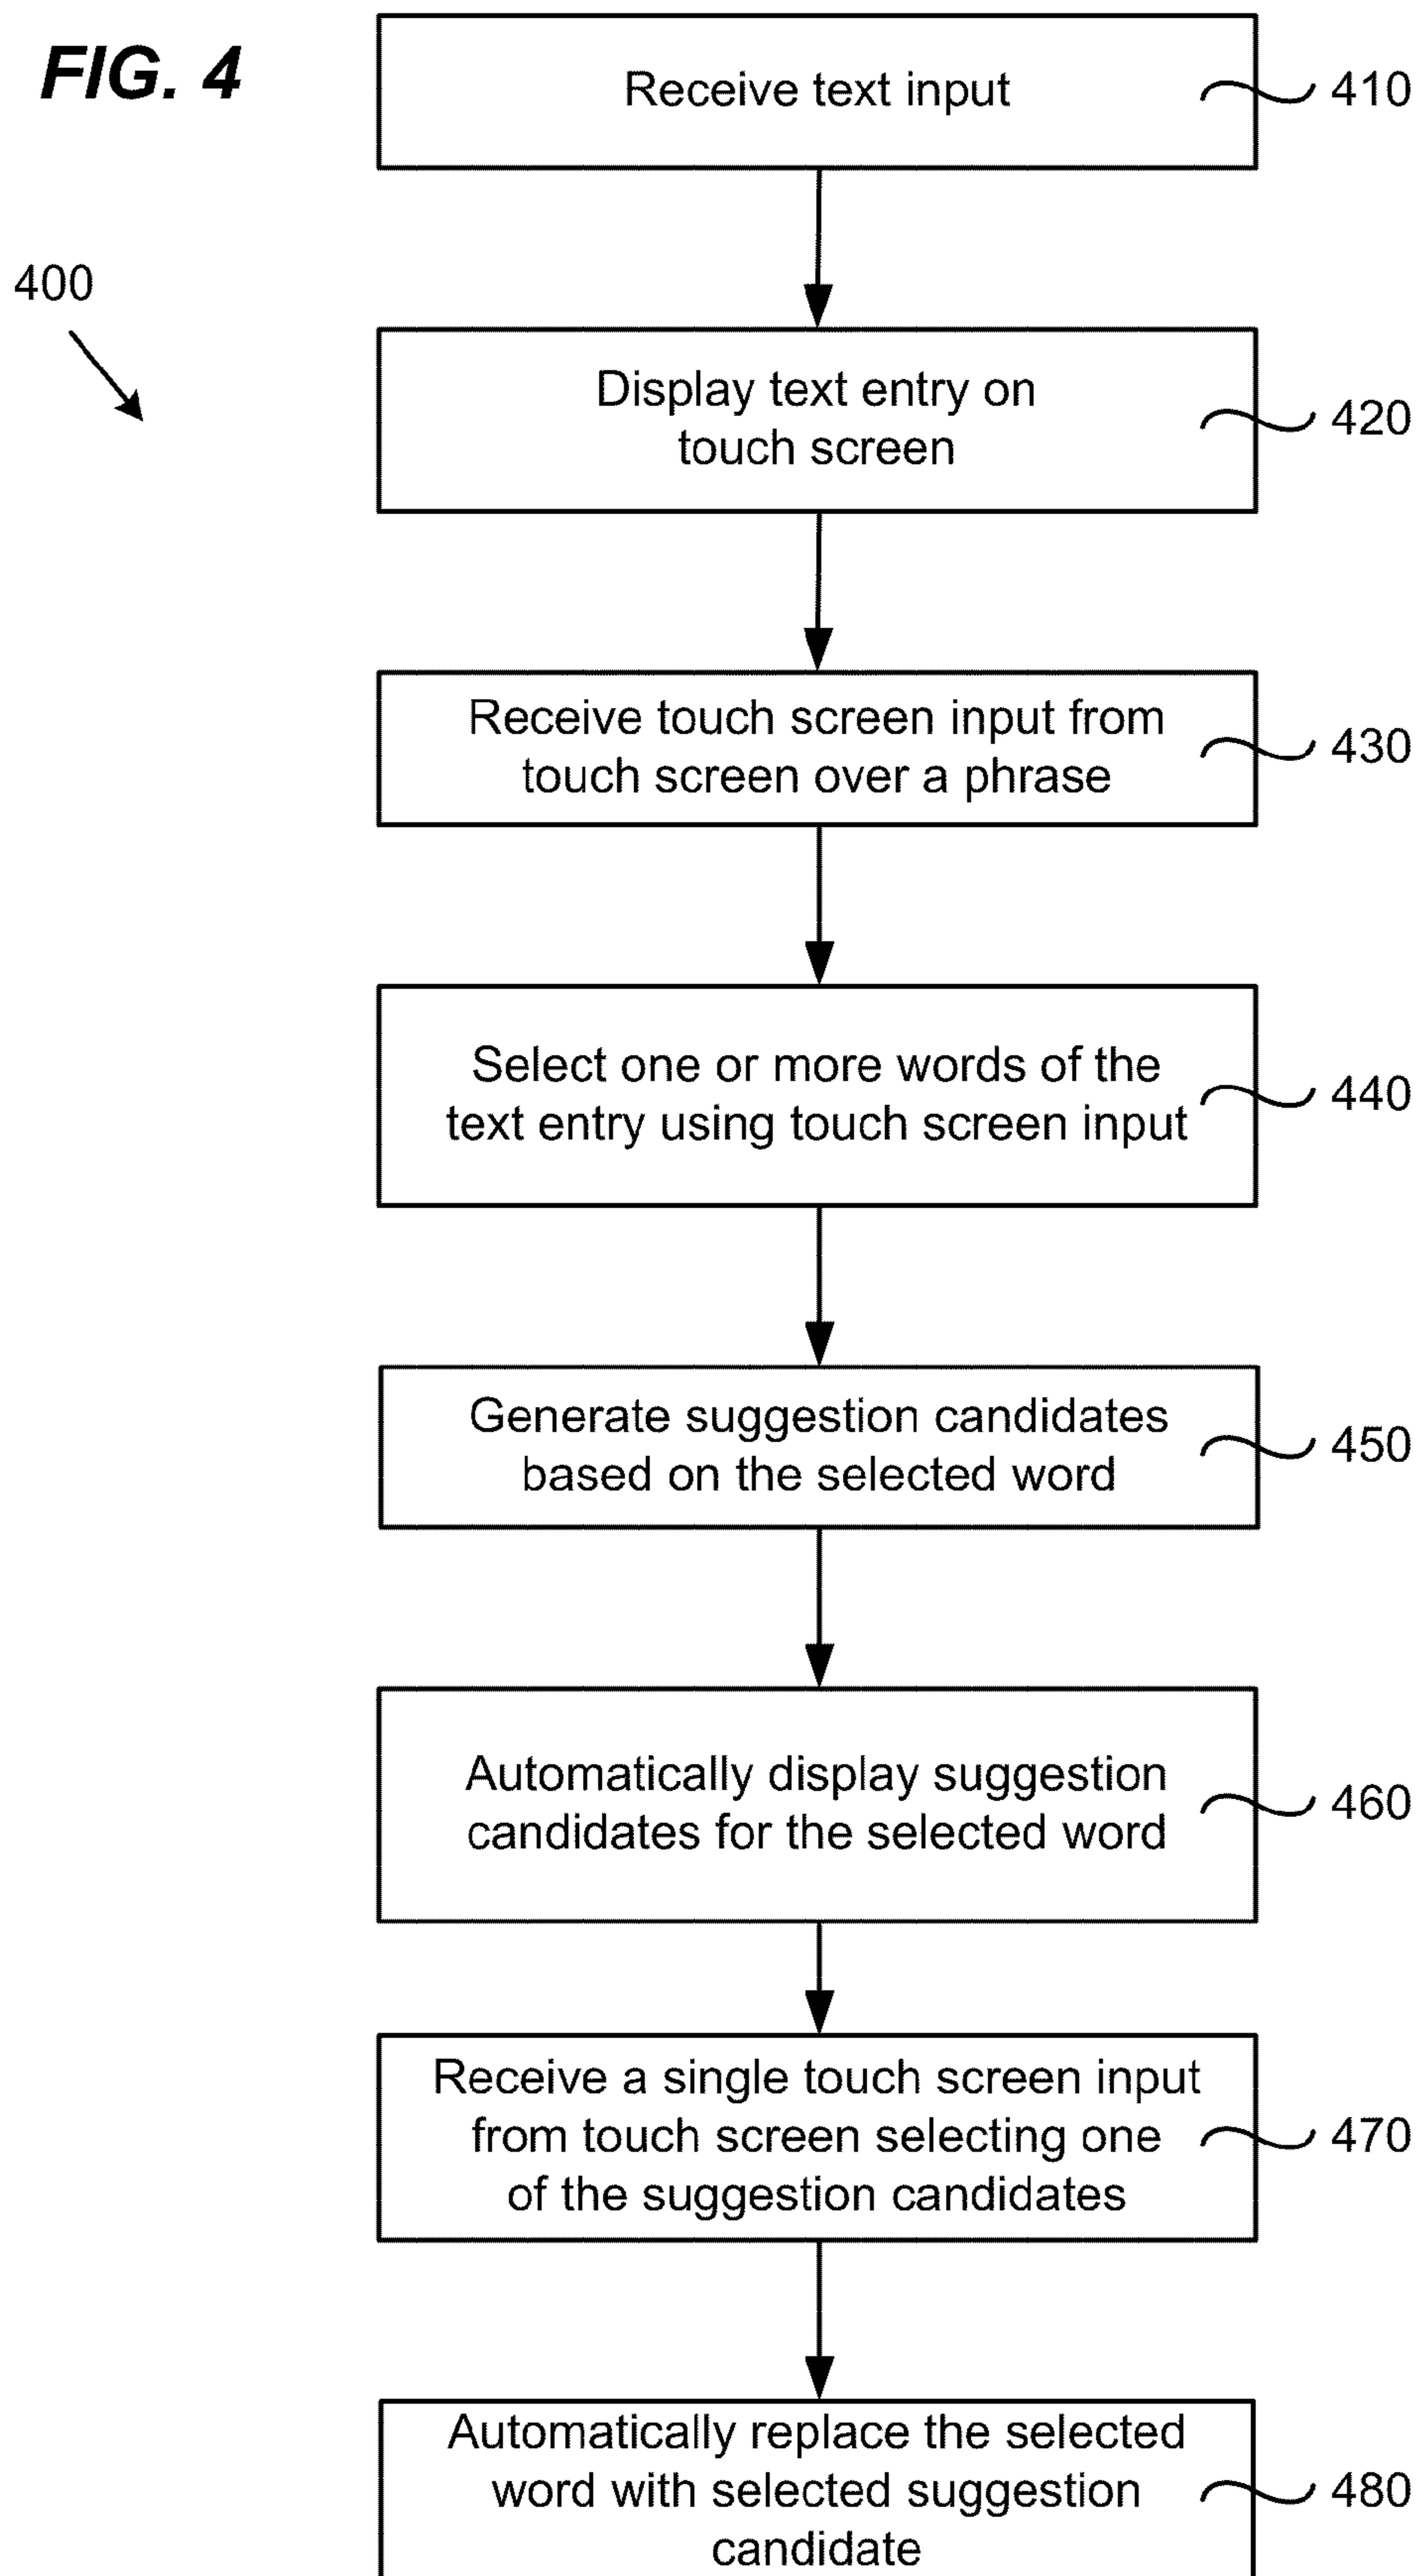 FIG. 4
Receive text input
410
400
Display text entry on
touch screen
420
Receive touch screen input from
touch screen over a phrase
430
Select one or more words of the
text entry using touch screen input
440
Generate suggestion candidates
based on the selected word
450
Automatically display suggestion
candidates for the selected word
460
Receive a single touch screen input
from touch screen selecting one
of the suggestion candidates
470
Automatically replace the selected
word with selected suggestion
candidate
480